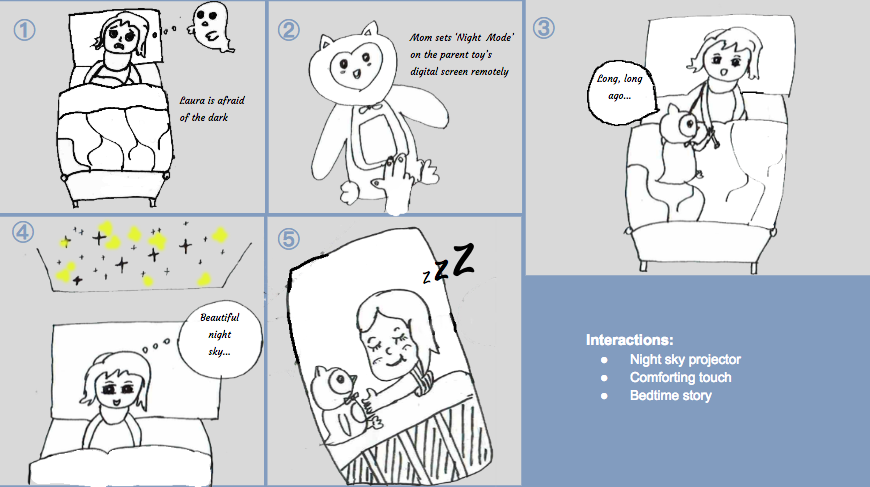 ①
Laura is afraid
of the dark
②
Mom sets 'Night Mode'
on the parent toy's
digital screen remotely
③
Long, long
ago...
④
Beautiful
night
sky...
⑤
z z Z
Interactions:
● Night sky projector
● Comforting touch
● Bedtime story